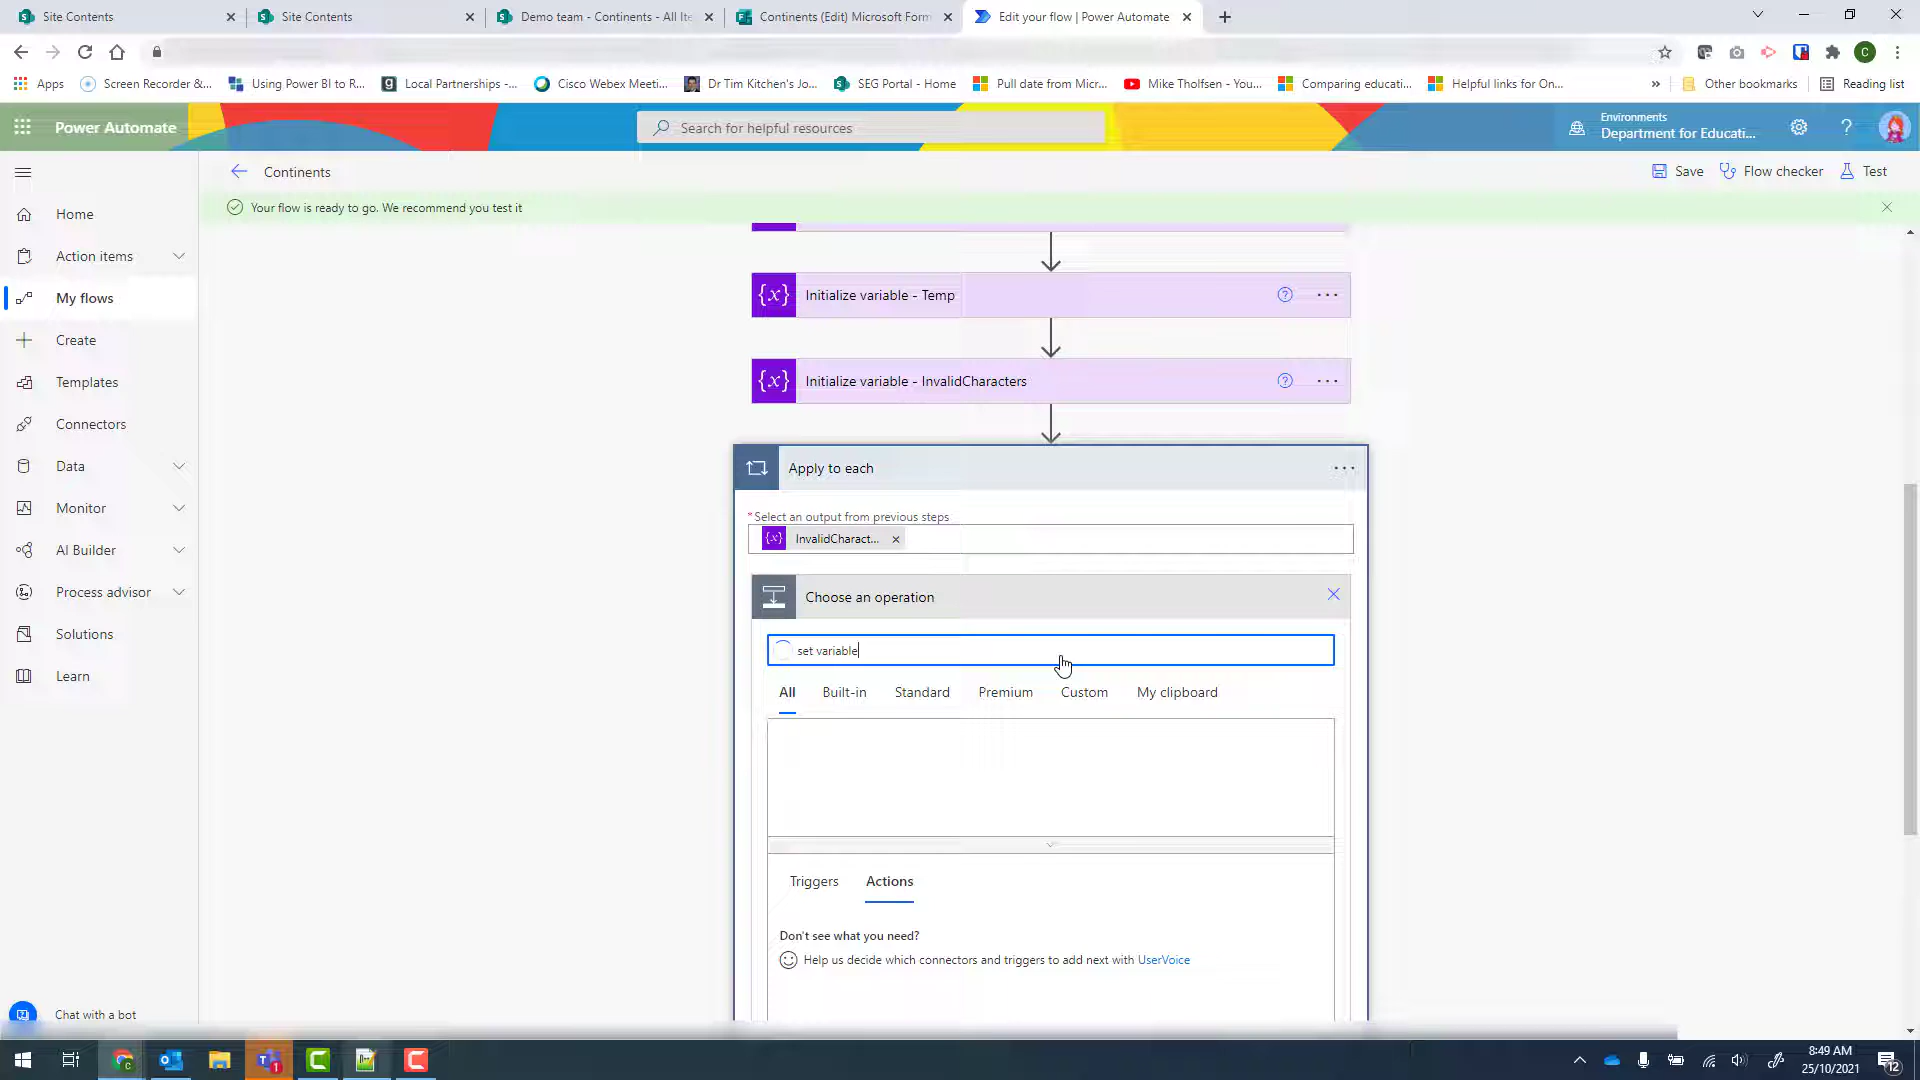 Site Contents
Site Contents
Demo team - Continents - All Ite
Continents (Edit) Microsoft Form
Edit your flow | Power Automate
Apps
Screen Recorder &...
Using Power BI to R...
Local Partnerships -...
Cisco Webex Meeti...
Dr Tim Kitchen's Jo...
SEG Portal - Home
Pull date from Micr...
Mike Tholfsen - You...
Comparing educati...
Helpful links for On...
»
Other bookmarks
Reading list
C
Power Automate
Search for helpful resources
Environments
Department for Educati...
?
Continents
Save
Flow checker
Test
Your flow is ready to go. We recommend you test it
Home
Action items
My flows
Create
Templates
Connectors
Data
Monitor
AI Builder
Process advisor
Solutions
Learn
Chat with a bot
{x} Initialize variable - Temp
{x} Initialize variable - InvalidCharacters
Apply to each
* Select an output from previous steps
{x} InvalidCharact...
Choose an operation
set variable
All
Built-in
Standard
Premium
Custom
My clipboard
Triggers
Actions
Don't see what you need?
Help us decide which connectors and triggers to add next with UserVoice
8:49 AM
25/10/2021
12